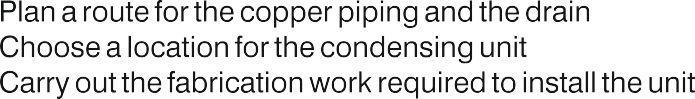 Plan a route for the copper piping and the drain
Choose a location for the condensing unit
Carry out the fabrication work required to install the unit